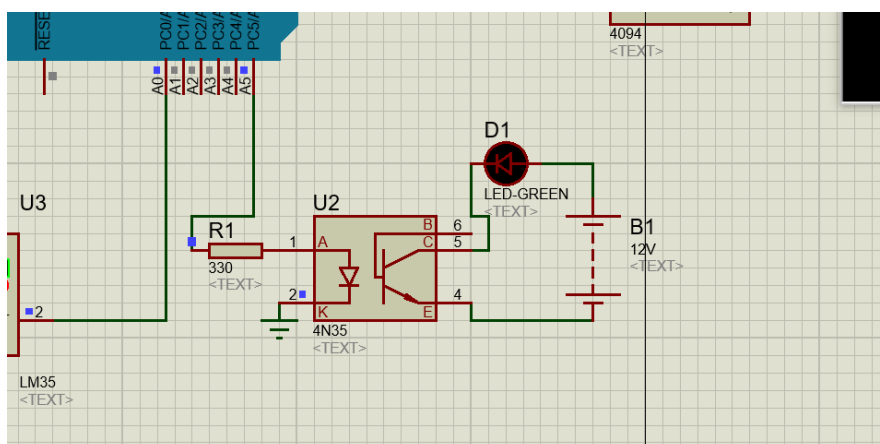 RESE
PC0/A
PC1/A
PC2/A
PC3/A
PC4/A
PC5/A
A0
A1
A2
A3
A4
A5
4094
<TEXT>
D1
LED-GREEN
<TEXT>
U3
2
LM35
<TEXT>
R1
330
<TEXT>
U2
1
A
2
K
B
6
C
5
4
E
4N35
<TEXT>
B1
12V
<TEXT>